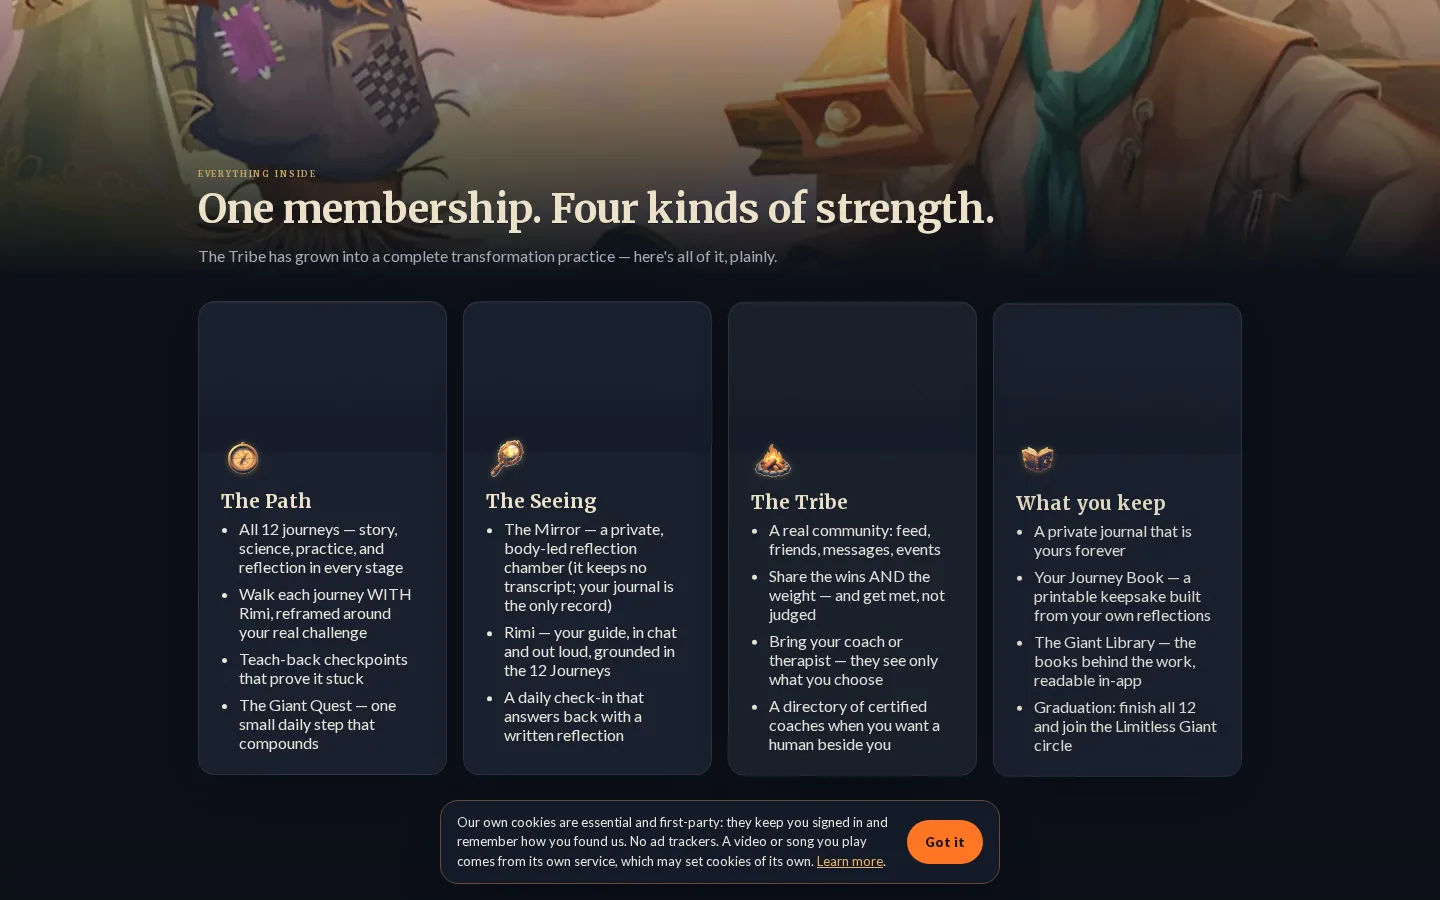 EVERYTHING INSIDE
One membership. Four kinds of strength.
The Tribe has grown into a complete transformation practice — here's all of it, plainly.
The Path
• All 12 journeys — story,
science, practice, and
reflection in every stage
• Walk each journey WITH
Rimi, reframed around
your real challenge
• Teach-back checkpoints
that prove it stuck
• The Giant Quest — one
small daily step that
compounds
The Seeing
• The Mirror — a private,
body-led reflection
chamber (it keeps no
transcript; your journal is
the only record)
• Rimi — your guide, in chat
and out loud, grounded in
the 12 Journeys
• A daily check-in that
answers back with a
written reflection
The Tribe
• A real community: feed,
friends, messages, events
• Share the wins AND the
weight — and get met, not
judged
• Bring your coach or
therapist — they see only
what you choose
• A directory of certified
coaches when you want a
human beside you
What you keep
• A private journal that is
yours forever
• Your Journey Book — a
printable keepsake built
from your own reflections
• The Giant Library — the
books behind the work,
readable in-app
• Graduation: finish all 12
and join the Limitless Giant
circle
Our own cookies are essential and first-party: they keep you signed in and
remember how you found us. No ad trackers. A video or song you play
comes from its own service, which may set cookies of its own. Learn more.
Got it